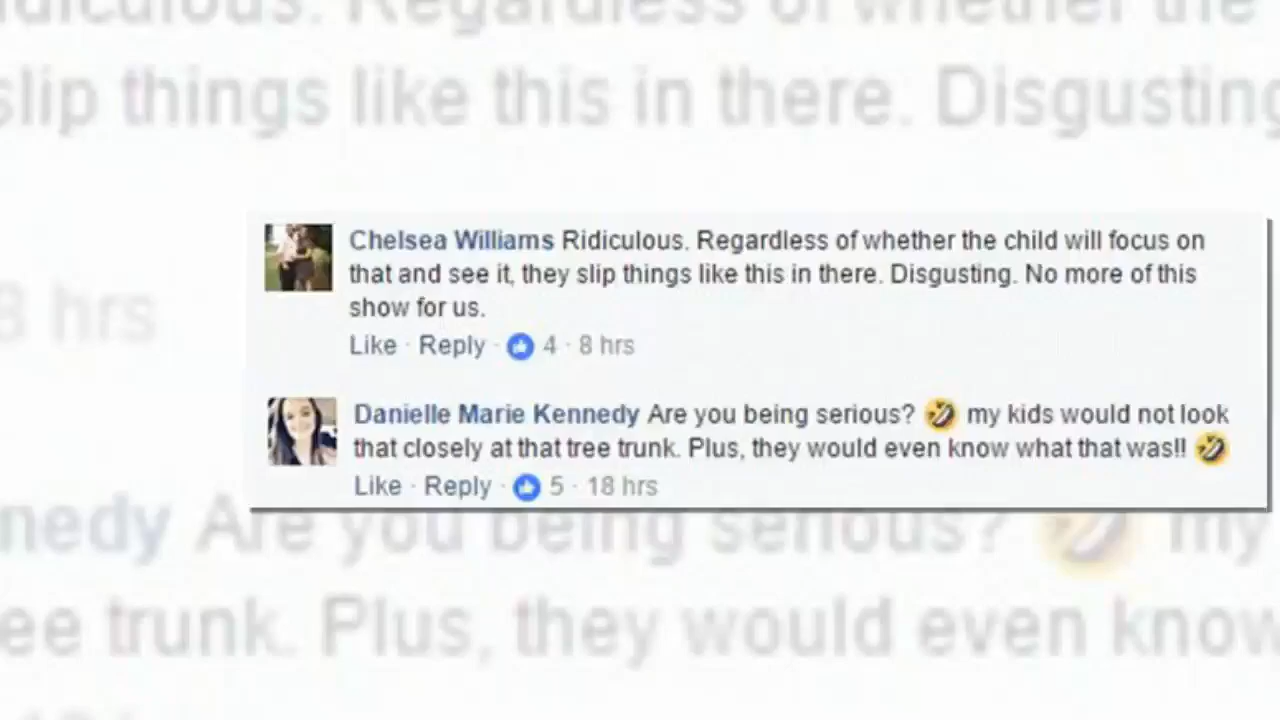 idiculous. Regardless of whether the
slip things like this in there. Disgusting
Chelsea Williams Ridiculous. Regardless of whether the child will focus on
that and see it, they slip things like this in there. Disgusting. No more of this
show for us.
Like · Reply · 4 · 8 hrs
8 hrs
Danielle Marie Kennedy Are you being serious? 🤣 my kids would not look
that closely at that tree trunk. Plus, they would even know what that was!! 🤣
Like · Reply · 5 · 18 hrs
nedy Are you being serious? 🤣 my
ee trunk. Plus, they would even know